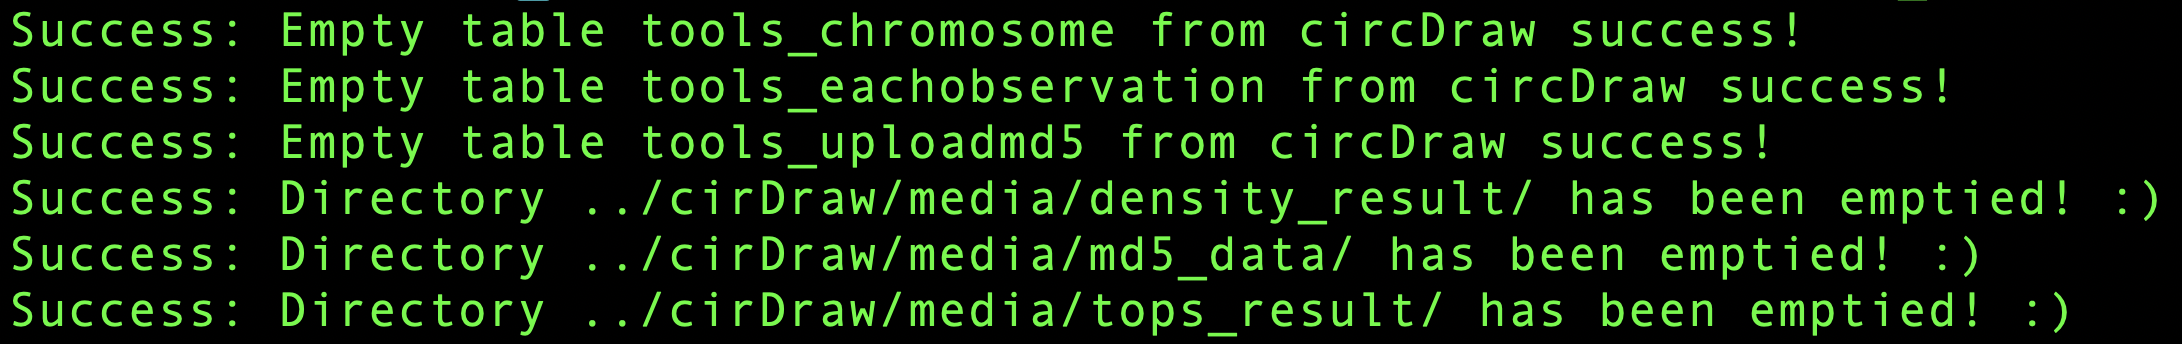 Success: Empty table tools_chromosome from circDraw success!
Success: Empty table tools_eachobservation from circDraw success!
Success: Empty table tools_uploadmd5 from circDraw success!
Success: Directory ../cirDraw/media/density_result/ has been emptied! :)
Success: Directory ../cirDraw/media/md5_data/ has been emptied! :)
Success: Directory ../cirDraw/media/tops_result/ has been emptied! :)